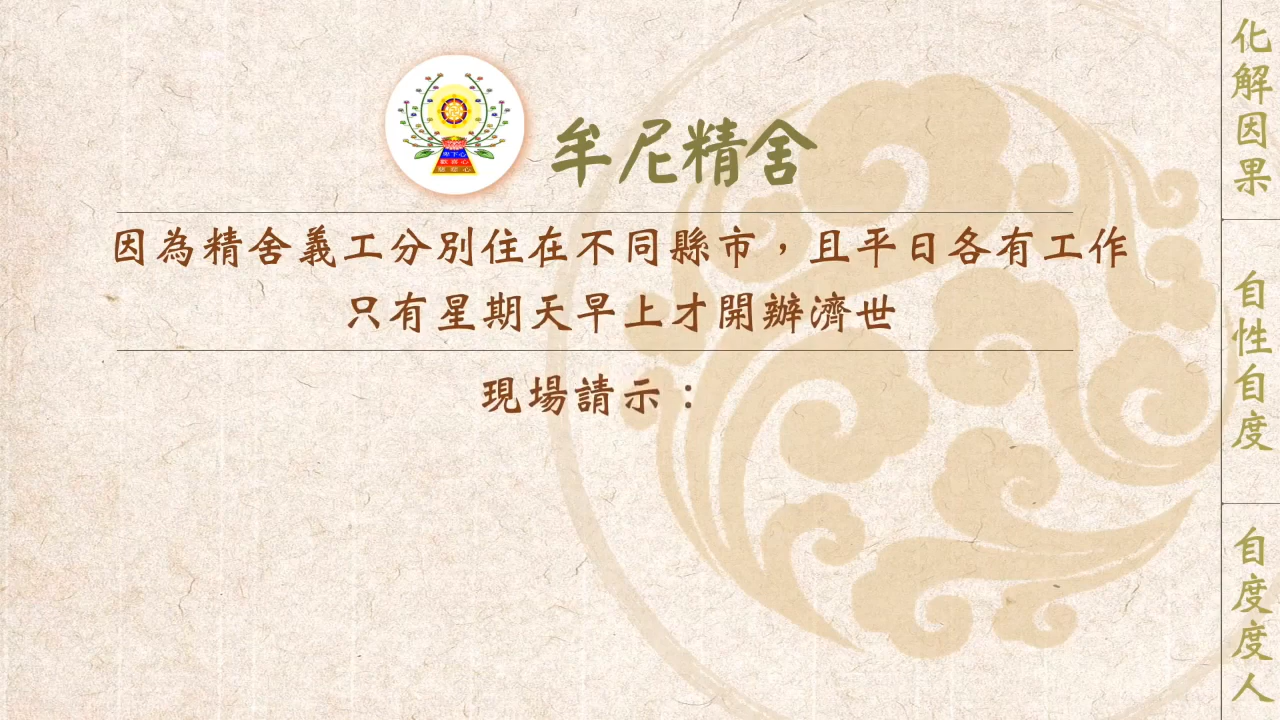 牟尼精舍
因為精舍義工分別住在不同縣市，且平日各有工作
只有星期天早上才開辦濟世
現場請示：
化解因果
自性自度
自度度人